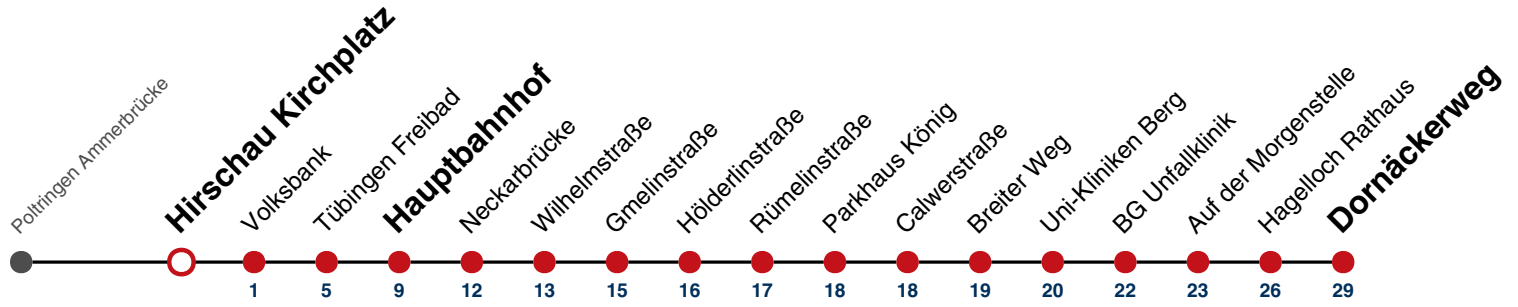 Poltringen Ammerbrücke
Hirschau Kirchplatz
Volksbank
Tübingen Freibad
Hauptbahnhof
Neckarbrücke
Wilhelmstraße
Gmelinstraße
Hölderlinstraße
Rümelinstraße
Parkhaus König
Calwerstraße
Breiter Weg
Uni-Kliniken Berg
BG Unfallklinik
Auf der Morgenstelle
Hagelloch Rathaus
Dornäckerweg
1 5 9 12 13 15 16 17 18 18 19 20 22 23 26 29